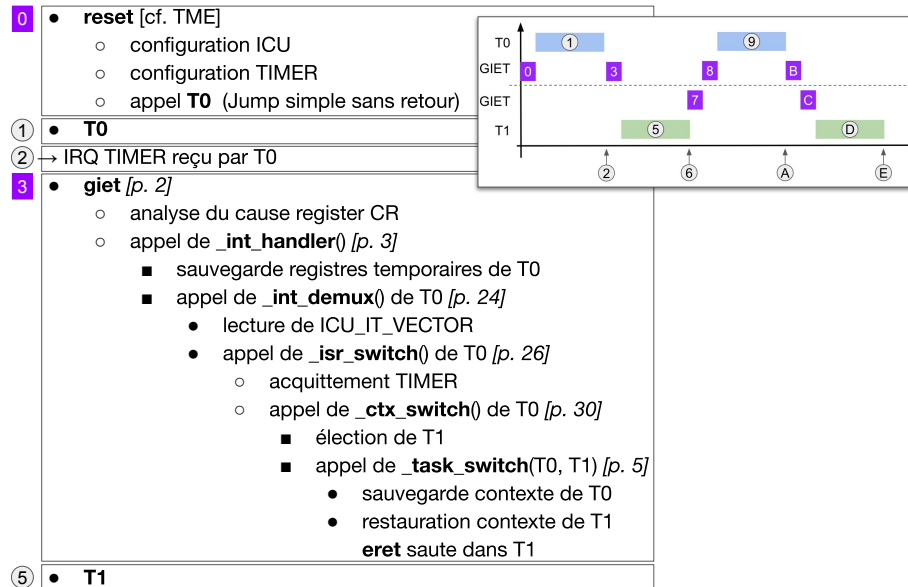 0 ● reset [cf. TME]
○ configuration ICU
○ configuration TIMER
○ appel T0 (Jump simple sans retour)
1 ● T0
2 → IRQ TIMER reçu par T0
3 ● giet [p. 2]
○ analyse du cause register CR
○ appel de _int_handler() [p. 3]
■ sauvegarde registres temporaires de T0
■ appel de _int_demux() de T0 [p. 24]
● lecture de ICU_IT_VECTOR
● appel de _isr_switch() de T0 [p. 26]
○ acquittement TIMER
○ appel de _ctx_switch() de T0 [p. 30]
■ élection de T1
■ appel de _task_switch(T0, T1) [p. 5]
● sauvegarde contexte de T0
● restauration contexte de T1
eret saute dans T1
5 ● T1
T0 1 9
GIET 0 3 8 B
GIET 7 C
T1 5 D
2 6 A E